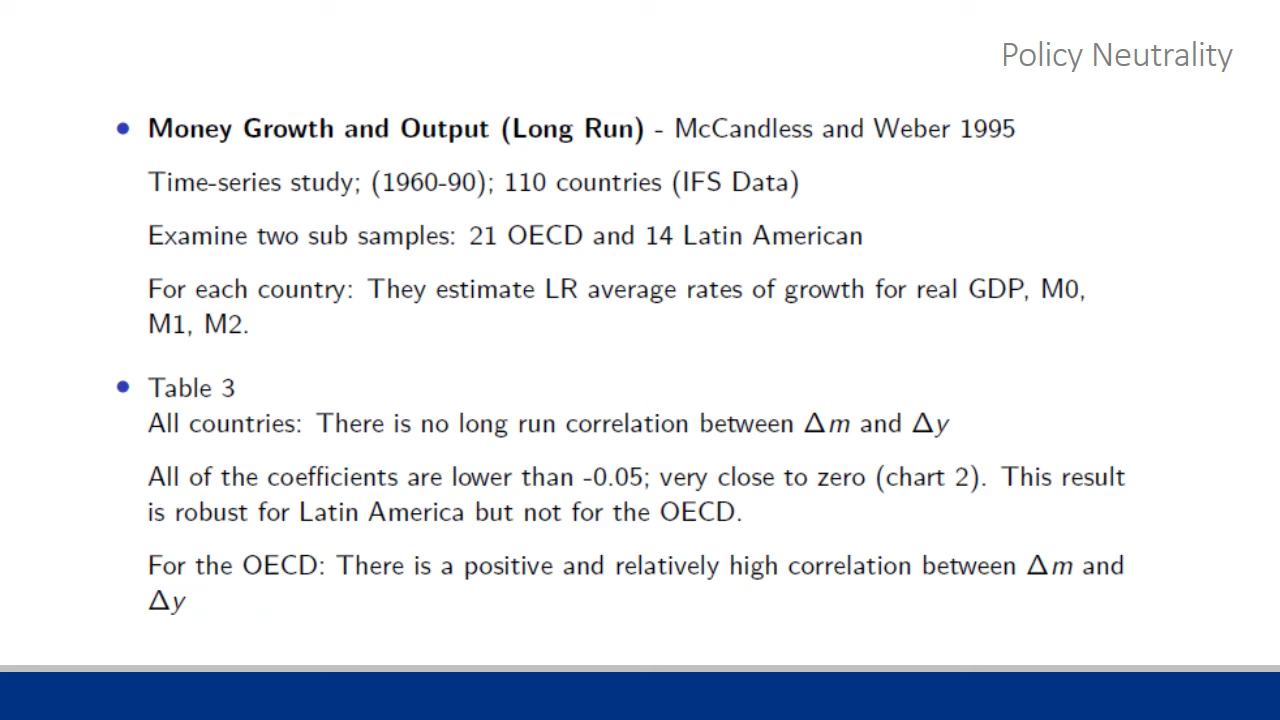 Policy Neutrality
• Money Growth and Output (Long Run) - McCandless and Weber 1995
Time-series study; (1960-90); 110 countries (IFS Data)
Examine two sub samples: 21 OECD and 14 Latin American
For each country: They estimate LR average rates of growth for real GDP, M0,
M1, M2.
• Table 3
All countries: There is no long run correlation between Δm and Δy
All of the coefficients are lower than -0.05; very close to zero (chart 2). This result
is robust for Latin America but not for the OECD.
For the OECD: There is a positive and relatively high correlation between Δm and
Δy